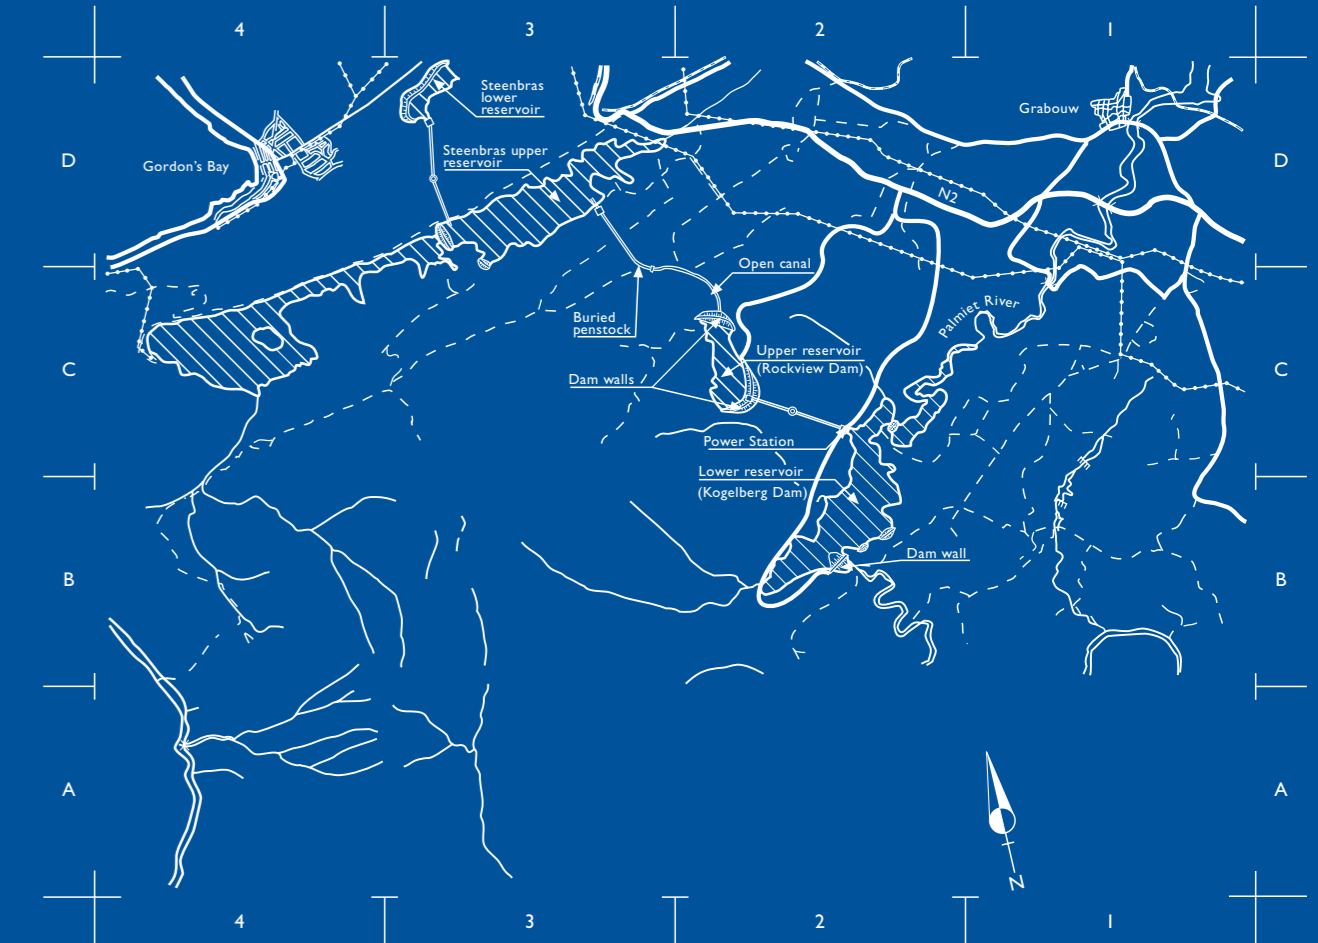 4 3 2 1
Steenbras
lower
reservoir
Grabouw
D D
Gordon's Bay
Steenbras upper
reservoir
N2
Open canal
Palmiet River
Buried
penstock
Upper reservoir
(Rockview Dam)
C C
Dam walls
Power Station
Lower reservoir
(Kogelberg Dam)
Dam wall
B B
A A
N
4 3 2 1